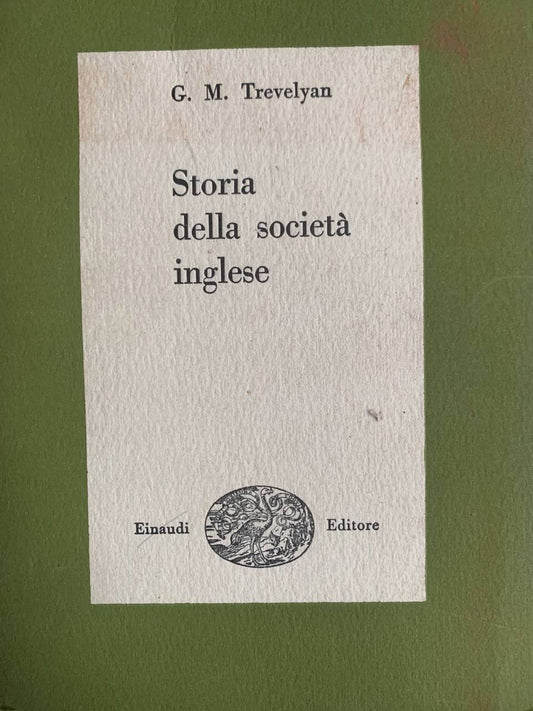 G. M. Trevelyan
Storia
della società
inglese
Einaudi Editore